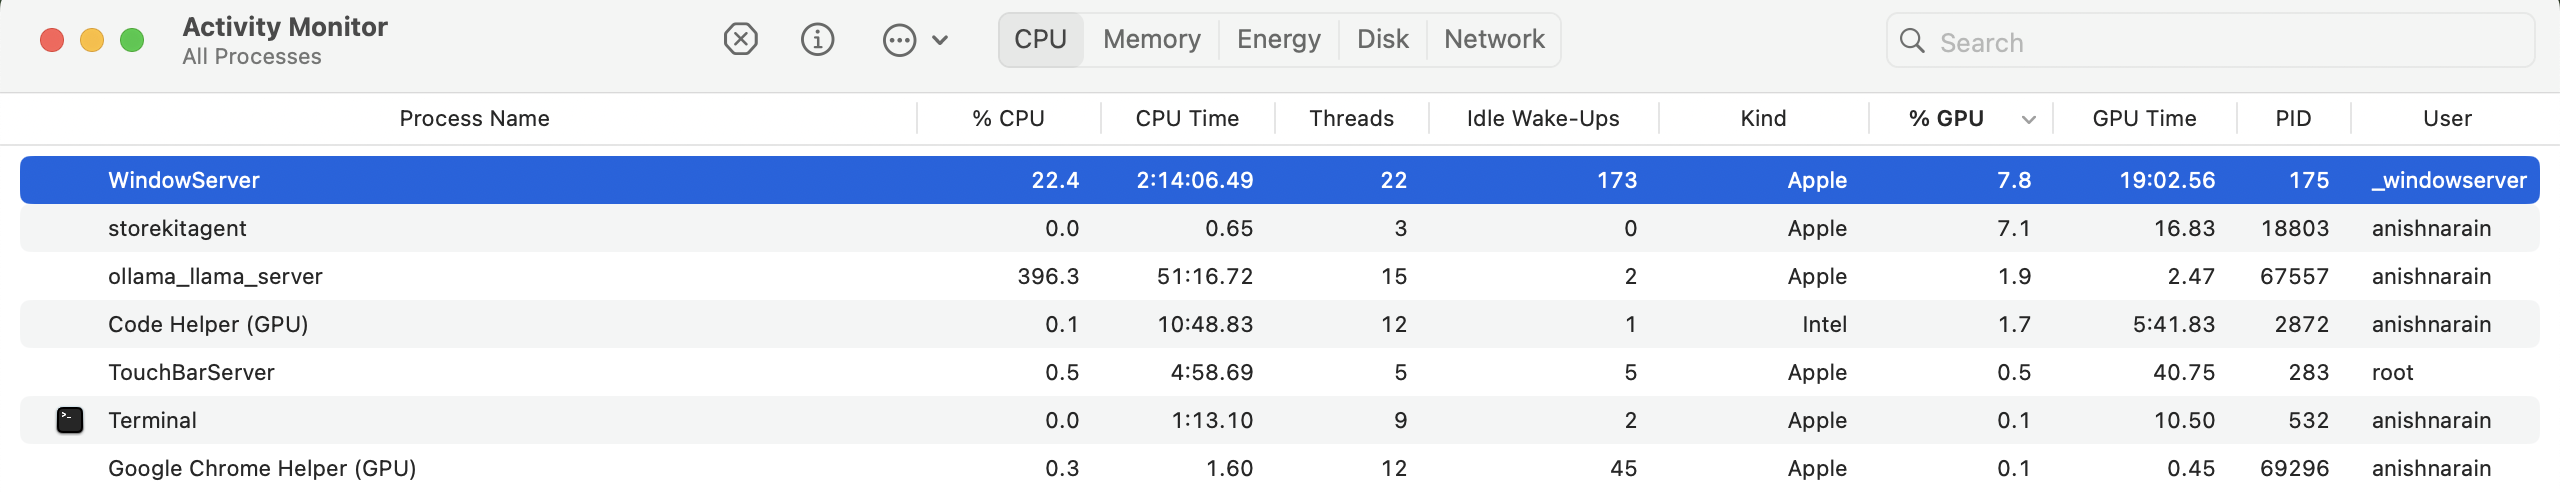 Activity Monitor
All Processes
CPU Memory Energy Disk Network
Search
Process Name % CPU CPU Time Threads Idle Wake-Ups Kind % GPU GPU Time PID User
WindowServer 22.4 2:14:06.49 22 173 Apple 7.8 19:02.56 175 _windowserver
storekitagent 0.0 0.65 3 0 Apple 7.1 16.83 18803 anishnarain
ollama_llama_server 396.3 51:16.72 15 2 Apple 1.9 2.47 67557 anishnarain
Code Helper (GPU) 0.1 10:48.83 12 1 Intel 1.7 5:41.83 2872 anishnarain
TouchBarServer 0.5 4:58.69 5 5 Apple 0.5 40.75 283 root
Terminal 0.0 1:13.10 9 2 Apple 0.1 10.50 532 anishnarain
Google Chrome Helper (GPU) 0.3 1.60 12 45 Apple 0.1 0.45 69296 anishnarain